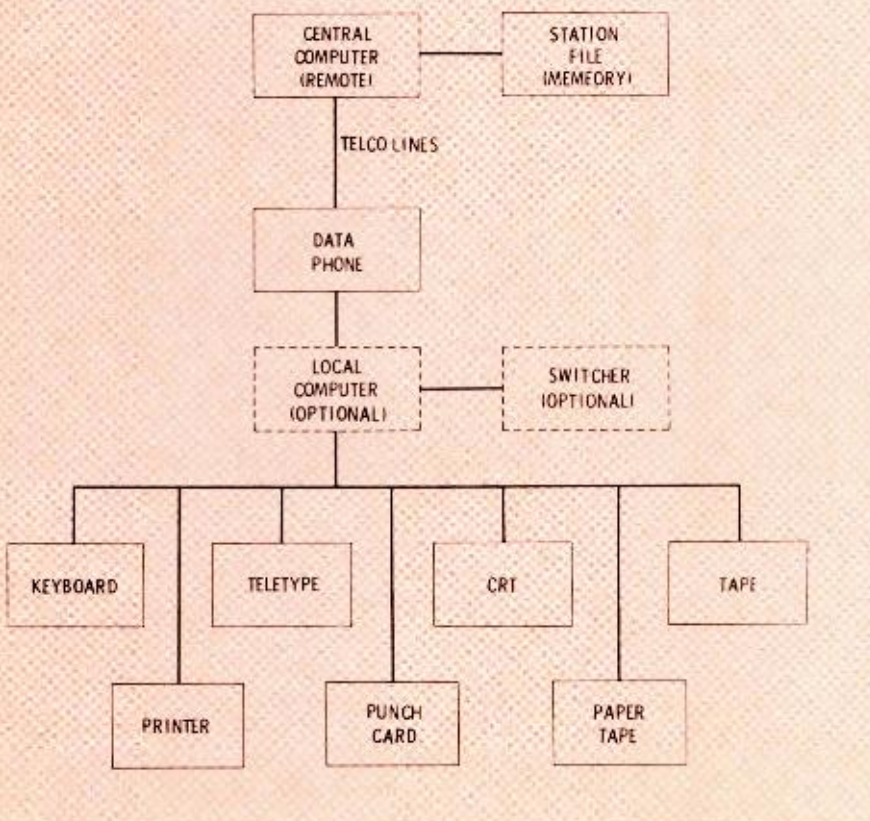 CENTRAL
COMPUTER
(REMOTE)
STATION
FILE
(MEMEORY)
TELCO LINES
DATA
PHONE
LOCAL
COMPUTER
(OPTIONAL)
SWITCHER
(OPTIONAL)
KEYBOARD
TELETYPE
CRT
TAPE
PRINTER
PUNCH
CARD
PAPER
TAPE